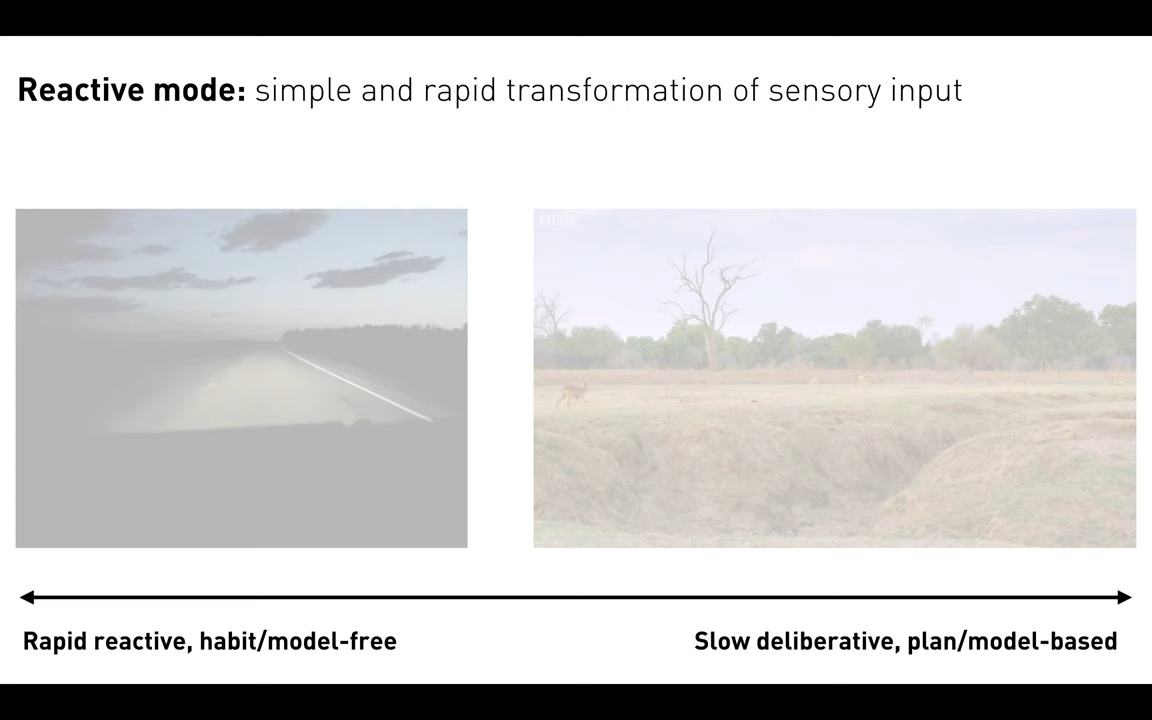 Reactive mode: simple and rapid transformation of sensory input
BBC
Rapid reactive, habit/model-free
Slow deliberative, plan/model-based